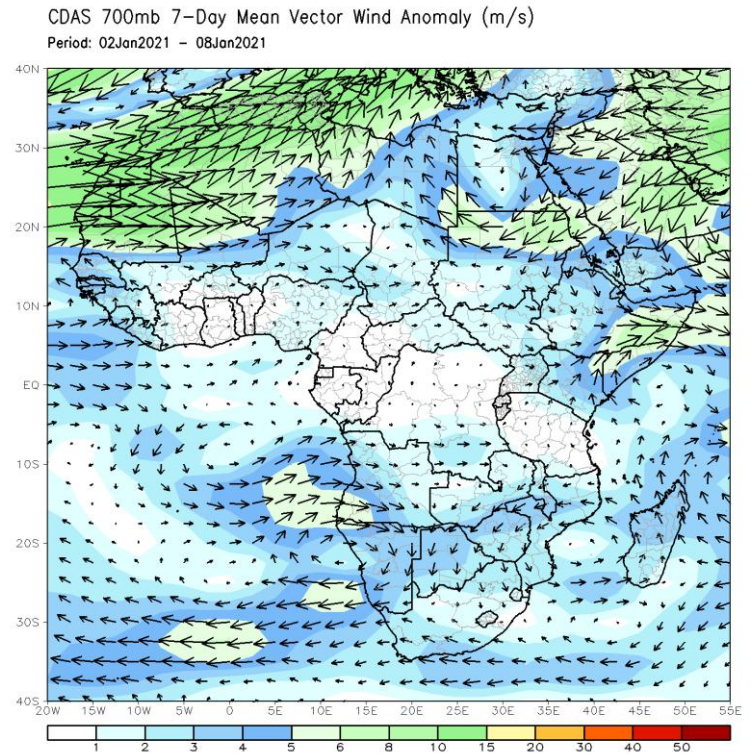 CDAS 700mb 7-Day Mean Vector Wind Anomaly (m/s)
Period: 02Jan2021 - 08Jan2021
40N
30N
20N
10N
EQ
10S
20S
30S
40S
20W 15W 10W 5W 0 5E 10E 15E 20E 25E 30E 35E 40E 45E 50E 55E
1 2 3 4 5 6 8 10 15 20 30 40 50